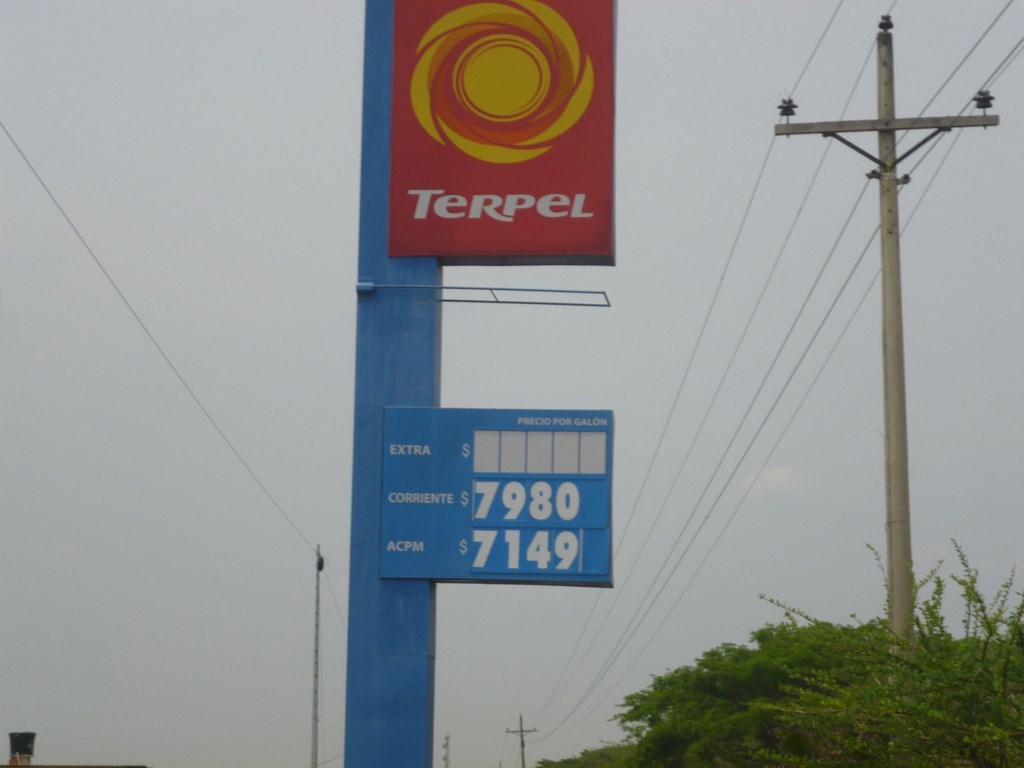 TERPEL
PRECIO POR GALÓN
EXTRA $
CORRIENTE $ 7980
ACPM $ 7149